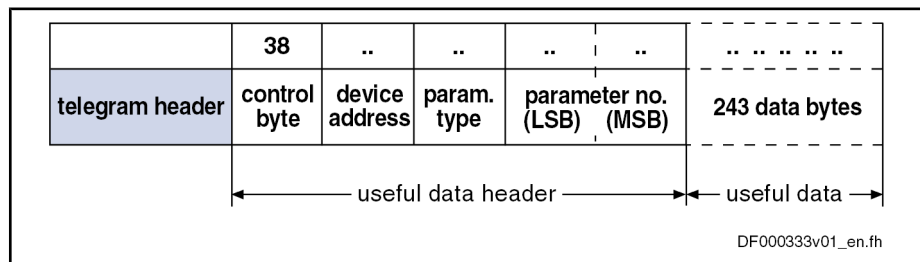 38 .. .. .. .. .. .. .. .. ..
telegram header control byte device address param. type parameter no. (LSB) (MSB) 243 data bytes
useful data header useful data
DF000333v01_en.fh